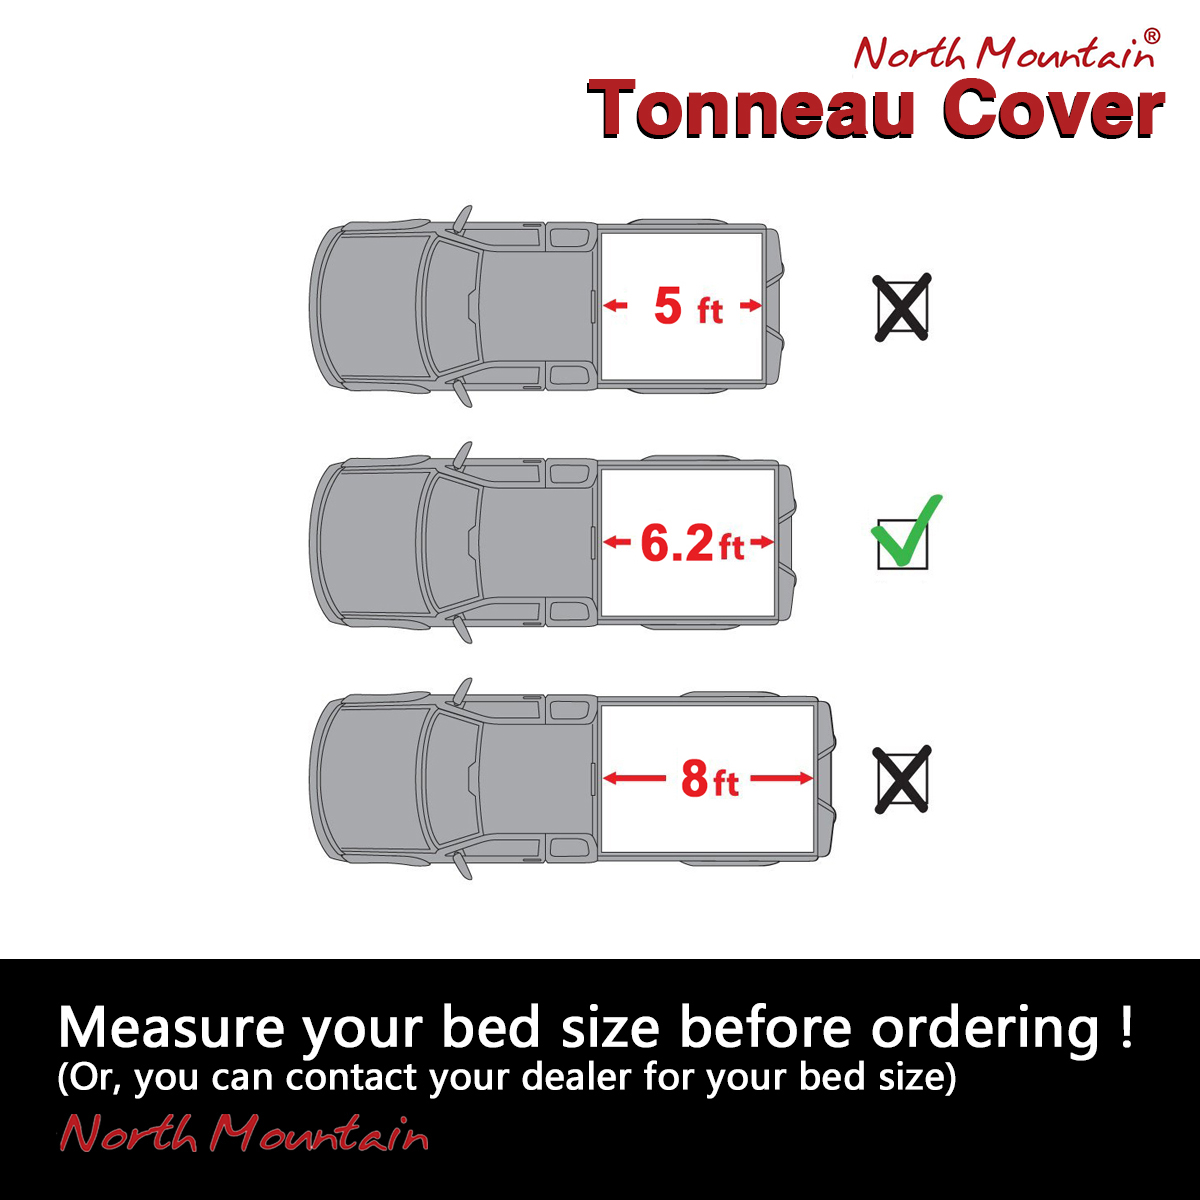 North Mountain®
Tonneau Cover
5 ft
6.2 ft
8 ft
Measure your bed size before ordering !
(Or, you can contact your dealer for your bed size)
North Mountain